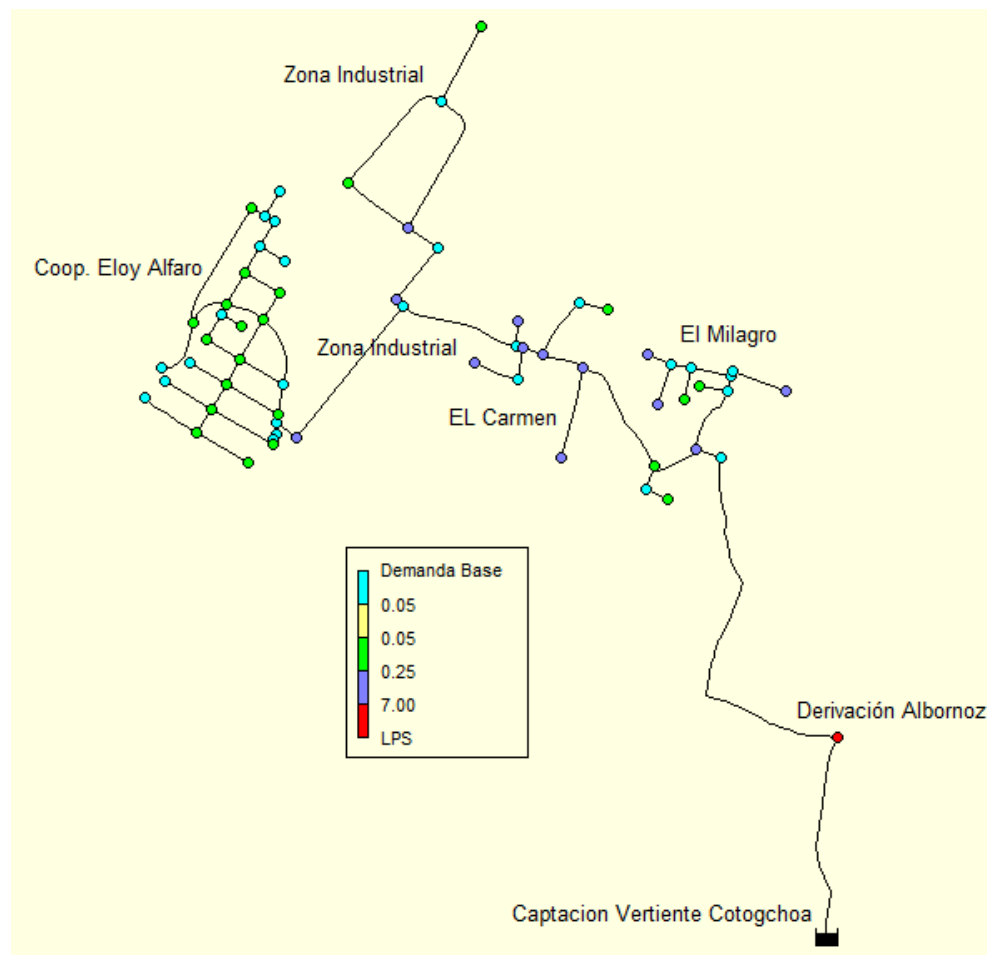 Zona Industrial
Coop. Eloy Alfaro
Zona Industrial
El Milagro
EL Carmen
Demanda Base
0.05
0.05
0.25
7.00
LPS
Derivación Albornoz
Captacion Vertiente Cotogchoa